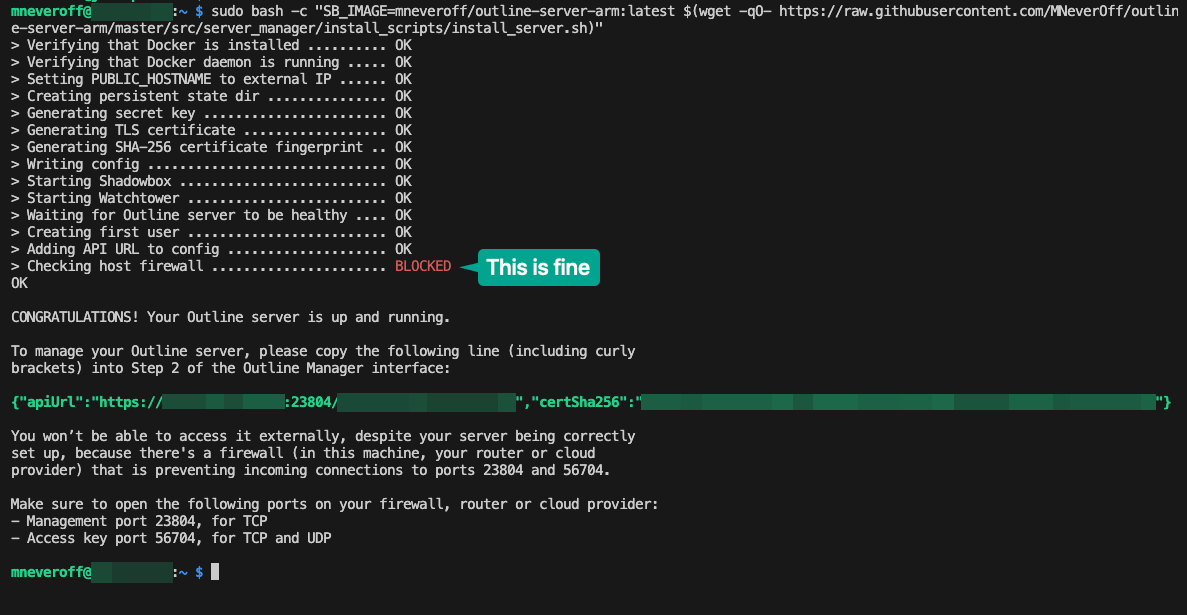 mneveroff@ :~ $ sudo bash -c "SB_IMAGE=mneveroff/outline-server-arm:latest $(wget -qO- https://raw.githubusercontent.com/MNeverOff/outlin
e-server-arm/master/src/server_manager/install_scripts/install_server.sh)"
> Verifying that Docker is installed .......... OK
> Verifying that Docker daemon is running ..... OK
> Setting PUBLIC_HOSTNAME to external IP ...... OK
> Creating persistent state dir ............... OK
> Generating secret key ....................... OK
> Generating TLS certificate .................. OK
> Generating SHA-256 certificate fingerprint .. OK
> Writing config .............................. OK
> Starting Shadowbox .......................... OK
> Starting Watchtower ......................... OK
> Waiting for Outline server to be healthy .... OK
> Creating first user ......................... OK
> Adding API URL to config .................... OK
> Checking host firewall ...................... BLOCKED This is fine
OK
CONGRATULATIONS! Your Outline server is up and running.
To manage your Outline server, please copy the following line (including curly
brackets) into Step 2 of the Outline Manager interface:
{"apiUrl":"https:// :23804/ ","certSha256":" "}
You won’t be able to access it externally, despite your server being correctly
set up, because there's a firewall (in this machine, your router or cloud
provider) that is preventing incoming connections to ports 23804 and 56704.
Make sure to open the following ports on your firewall, router or cloud provider:
- Management port 23804, for TCP
- Access key port 56704, for TCP and UDP
mneveroff@ :~ $